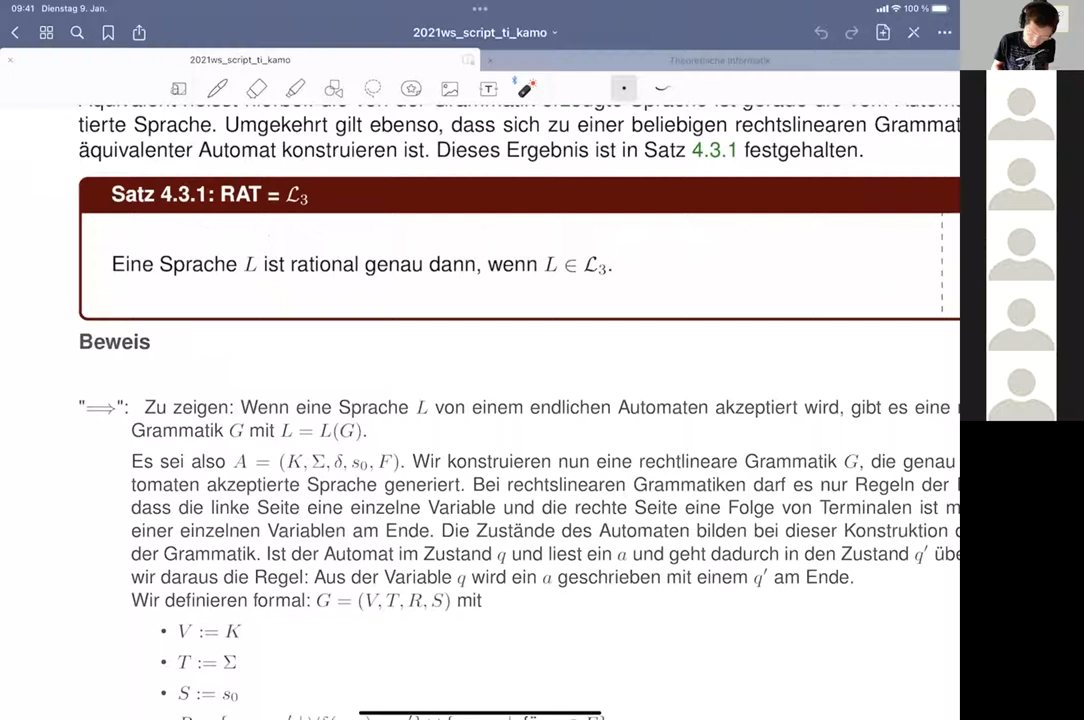 09:41 Dienstag 9. Jan.
100 %
2021ws_script_ti_kamo
2021ws_script_ti_kamo
Theoretische Informatik
tierte Sprache. Umgekehrt gilt ebenso, dass sich zu einer beliebigen rechtslinearen Grammat
äquivalenter Automat konstruieren ist. Dieses Ergebnis ist in Satz 4.3.1 festgehalten.
Satz 4.3.1: RAT = ℒ₃
Eine Sprache L ist rational genau dann, wenn L ∈ ℒ₃.
Beweis
"⟹": Zu zeigen: Wenn eine Sprache L von einem endlichen Automaten akzeptiert wird, gibt es eine
Grammatik G mit L = L(G).
Es sei also A = (K, Σ, δ, s₀, F). Wir konstruieren nun eine rechtlineare Grammatik G, die genau
tomaten akzeptierte Sprache generiert. Bei rechtslinearen Grammatiken darf es nur Regeln der
dass die linke Seite eine einzelne Variable und die rechte Seite eine Folge von Terminalen ist m
einer einzelnen Variablen am Ende. Die Zustände des Automaten bilden bei dieser Konstruktion
der Grammatik. Ist der Automat im Zustand q und liest ein a und geht dadurch in den Zustand q′ übe
wir daraus die Regel: Aus der Variable q wird ein a geschrieben mit einem q′ am Ende.
Wir definieren formal: G = (V, T, R, S) mit
• V := K
• T := Σ
• S := s₀